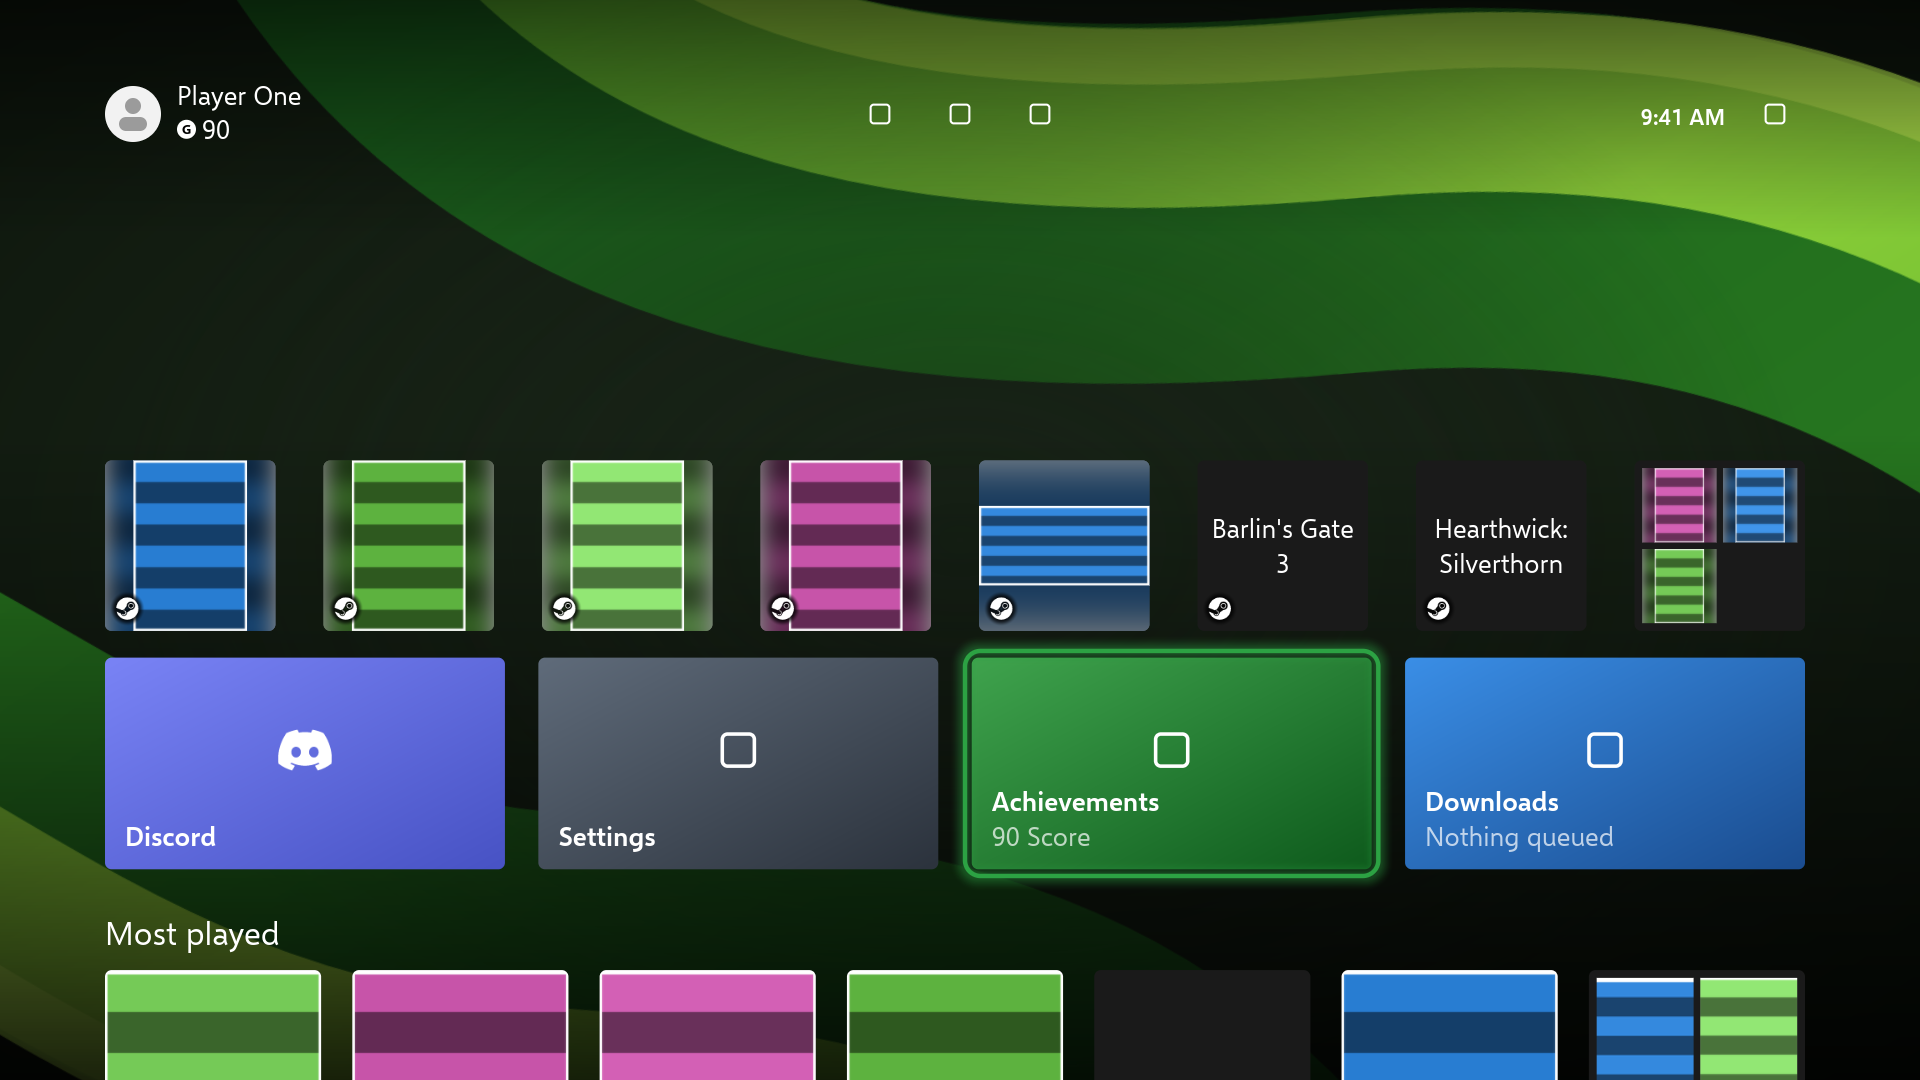 Player One
G 90
9:41 AM
Barlin's Gate
3
Hearthwick:
Silverthorn
Discord
Settings
Achievements
90 Score
Downloads
Nothing queued
Most played